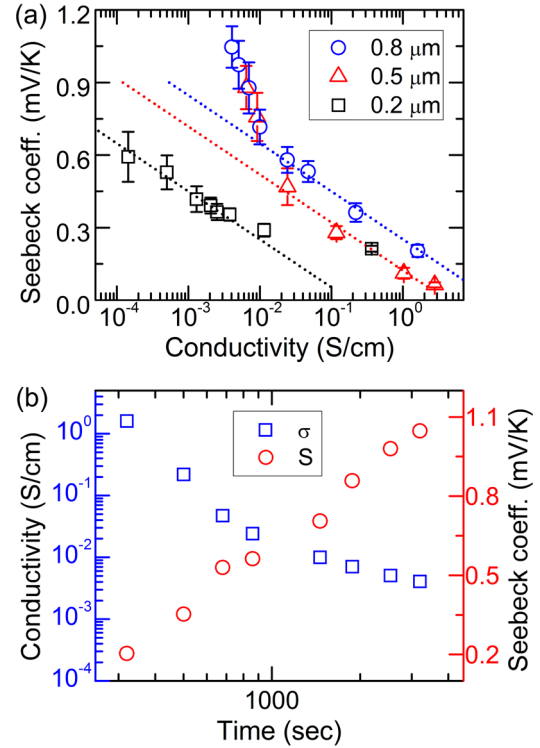 (a)
1.2
0.9
0.6
0.3
0.0
Seebeck coeff. (mV/K)
0.8 μm
0.5 μm
0.2 μm
10⁻⁴ 10⁻³ 10⁻² 10⁻¹ 10⁰
Conductivity (S/cm)
(b)
10⁰
10⁻¹
10⁻²
10⁻³
10⁻⁴
Conductivity (S/cm)
σ
S
1.1
0.8
0.5
0.2
Seebeck coeff. (mV/K)
1000
Time (sec)